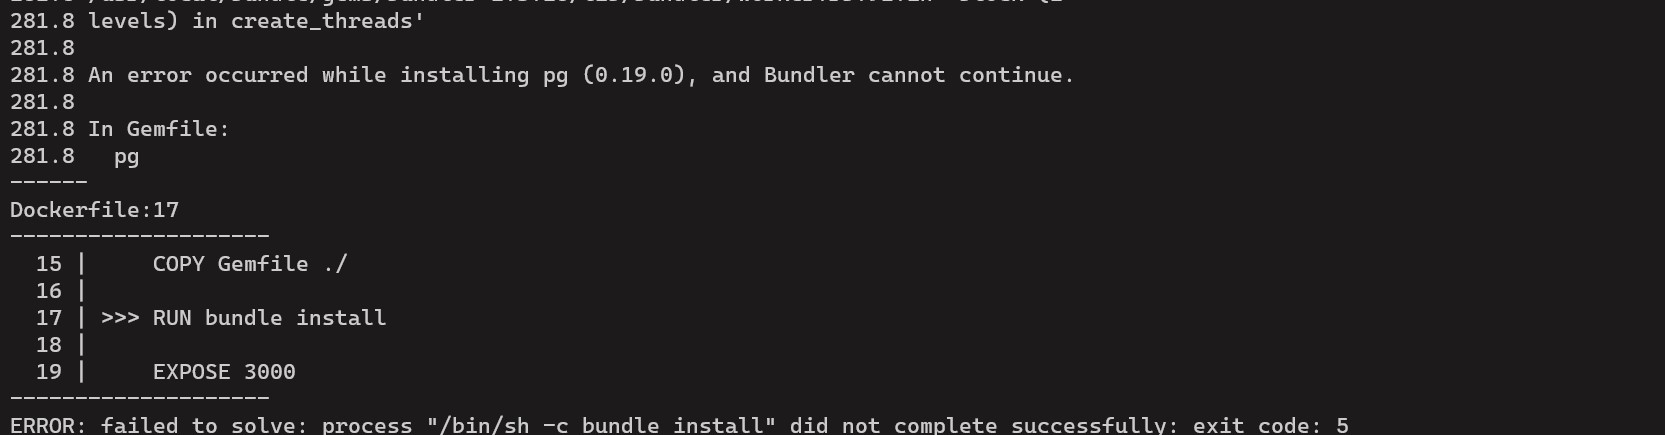 281.8 levels) in create_threads'
281.8
281.8 An error occurred while installing pg (0.19.0), and Bundler cannot continue.
281.8
281.8 In Gemfile:
281.8   pg
------
Dockerfile:17
--------------------
  15 |     COPY Gemfile ./
  16 |
  17 | >>> RUN bundle install
  18 |
  19 |     EXPOSE 3000
--------------------
ERROR: failed to solve: process "/bin/sh -c bundle install" did not complete successfully: exit code: 5